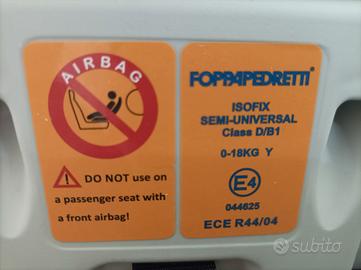 AIRBAG
DO NOT use on
a passenger seat with
a front airbag!
FOPPAPEDRETTI
ISOFIX
SEMI-UNIVERSAL
Class D/B1
0-18KG Y
E4
044625
ECE R44/04
subito